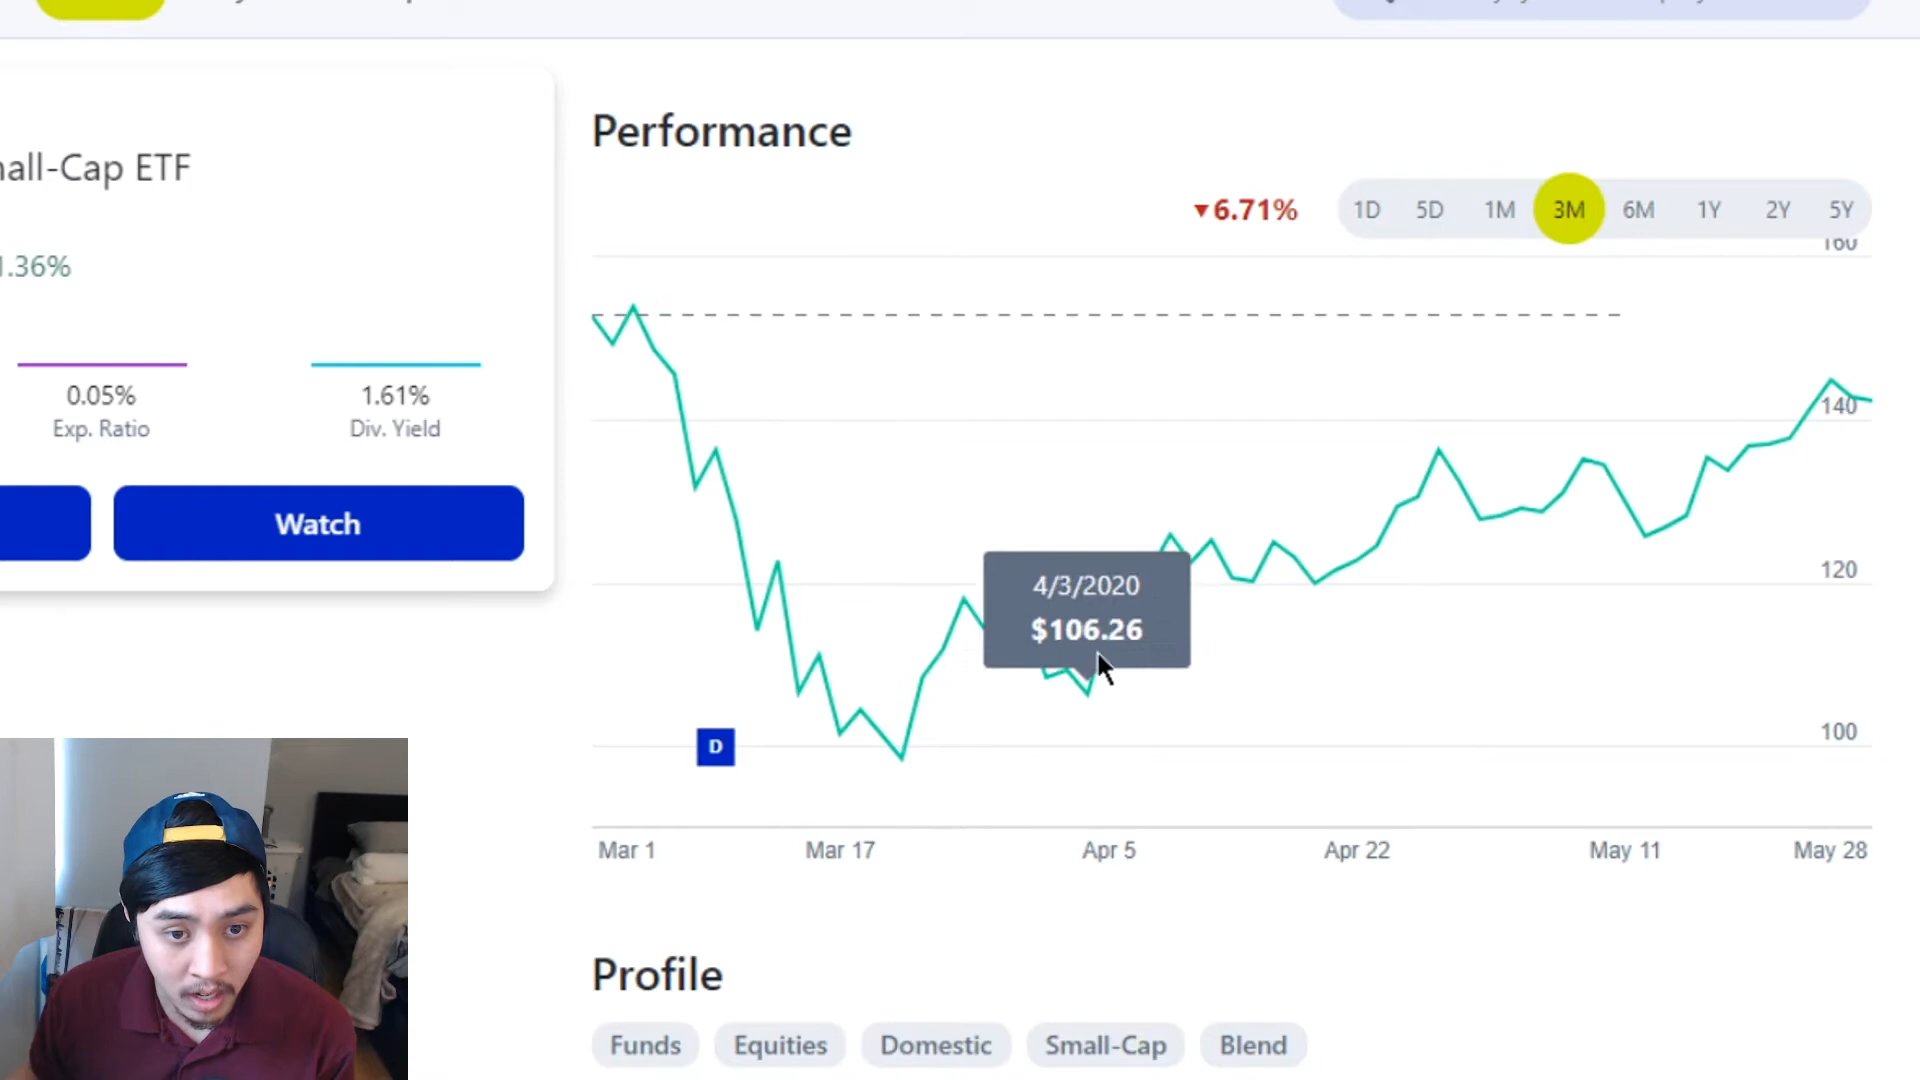 Performance
all-Cap ETF
6.71%
1D 5D 1M 3M 6M 1Y 2Y 5Y
160
1.36%
0.05%
Exp. Ratio
1.61%
Div. Yield
140
Watch
120
4/3/2020
$106.26
100
D
Mar 1 Mar 17 Apr 5 Apr 22 May 11 May 28
Profile
Funds Equities Domestic Small-Cap Blend